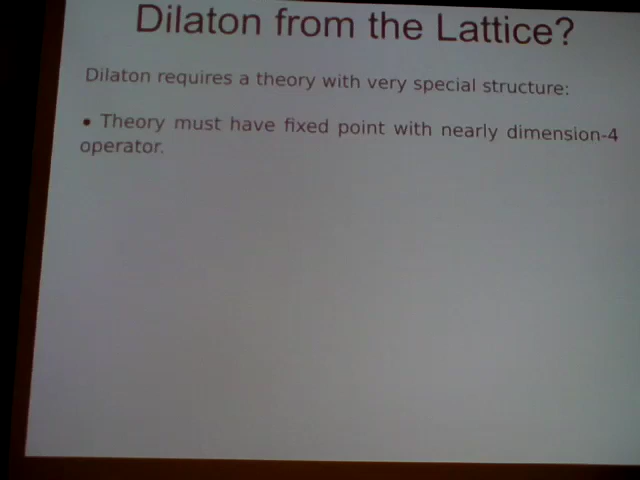 Dilaton from the Lattice?
Dilaton requires a theory with very special structure:
• Theory must have fixed point with nearly dimension-4
operator.